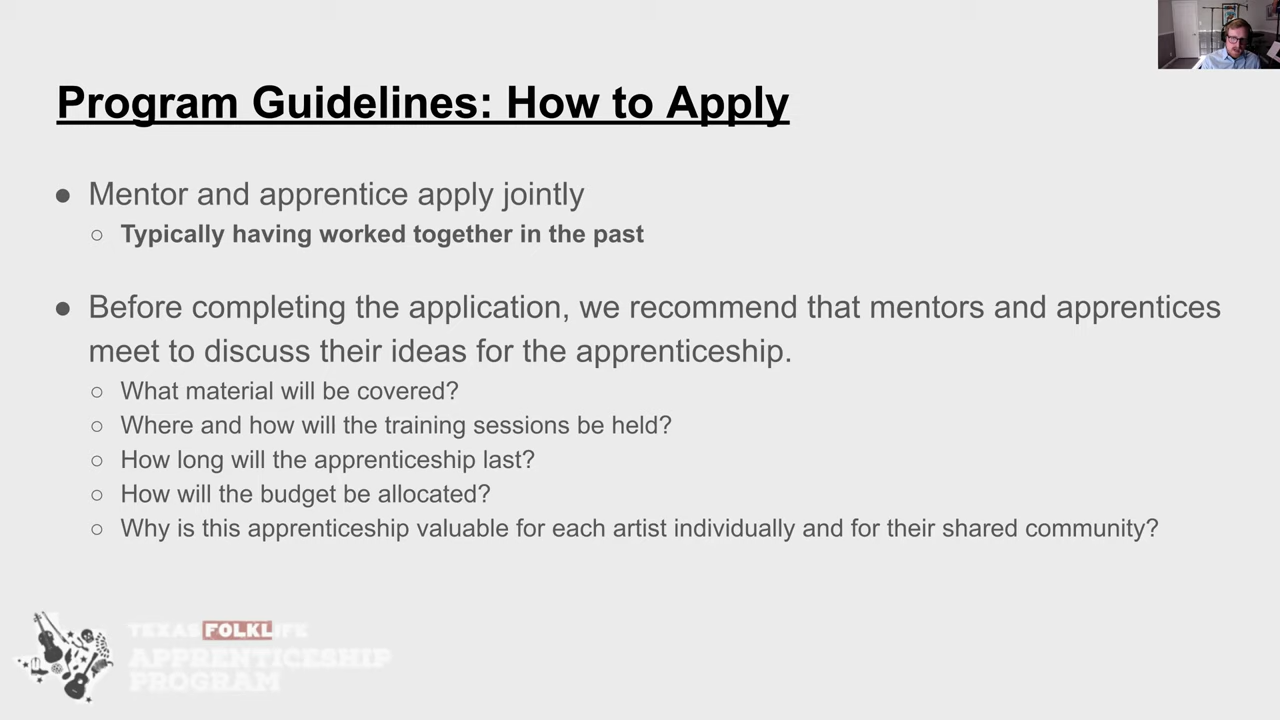 Program Guidelines: How to Apply
● Mentor and apprentice apply jointly
○ Typically having worked together in the past
● Before completing the application, we recommend that mentors and apprentices
meet to discuss their ideas for the apprenticeship.
○ What material will be covered?
○ Where and how will the training sessions be held?
○ How long will the apprenticeship last?
○ How will the budget be allocated?
○ Why is this apprenticeship valuable for each artist individually and for their shared community?
TEXAS FOLKLIFE
APPRENTICESHIP
PROGRAM